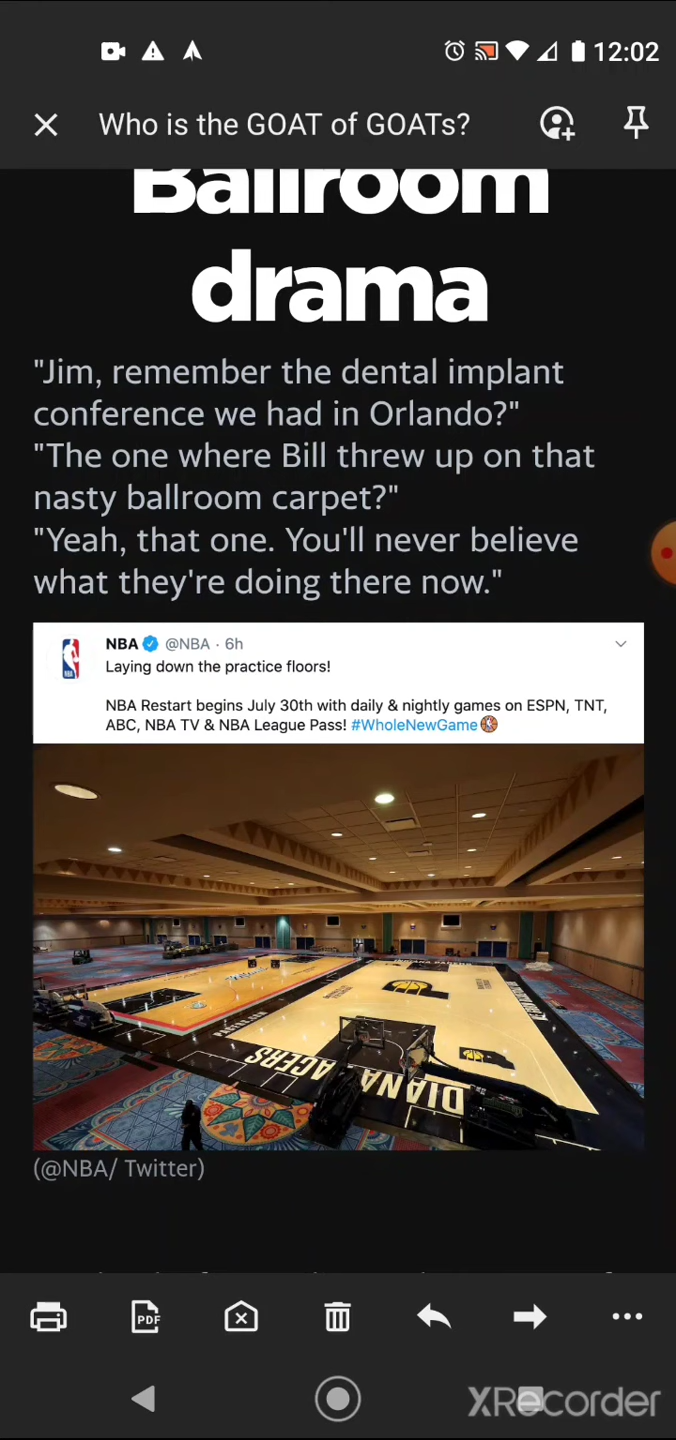 12:02
Who is the GOAT of GOATs?
Ballroom
drama
"Jim, remember the dental implant
conference we had in Orlando?"
"The one where Bill threw up on that
nasty ballroom carpet?"
"Yeah, that one. You'll never believe
what they're doing there now."
NBA @NBA · 6h
Laying down the practice floors!
NBA Restart begins July 30th with daily & nightly games on ESPN, TNT,
ABC, NBA TV & NBA League Pass! #WholeNewGame
INDIANA PACERS
PACERS.COM
DIANA
ACERS
(@NBA/ Twitter)
PDF
XRecorder